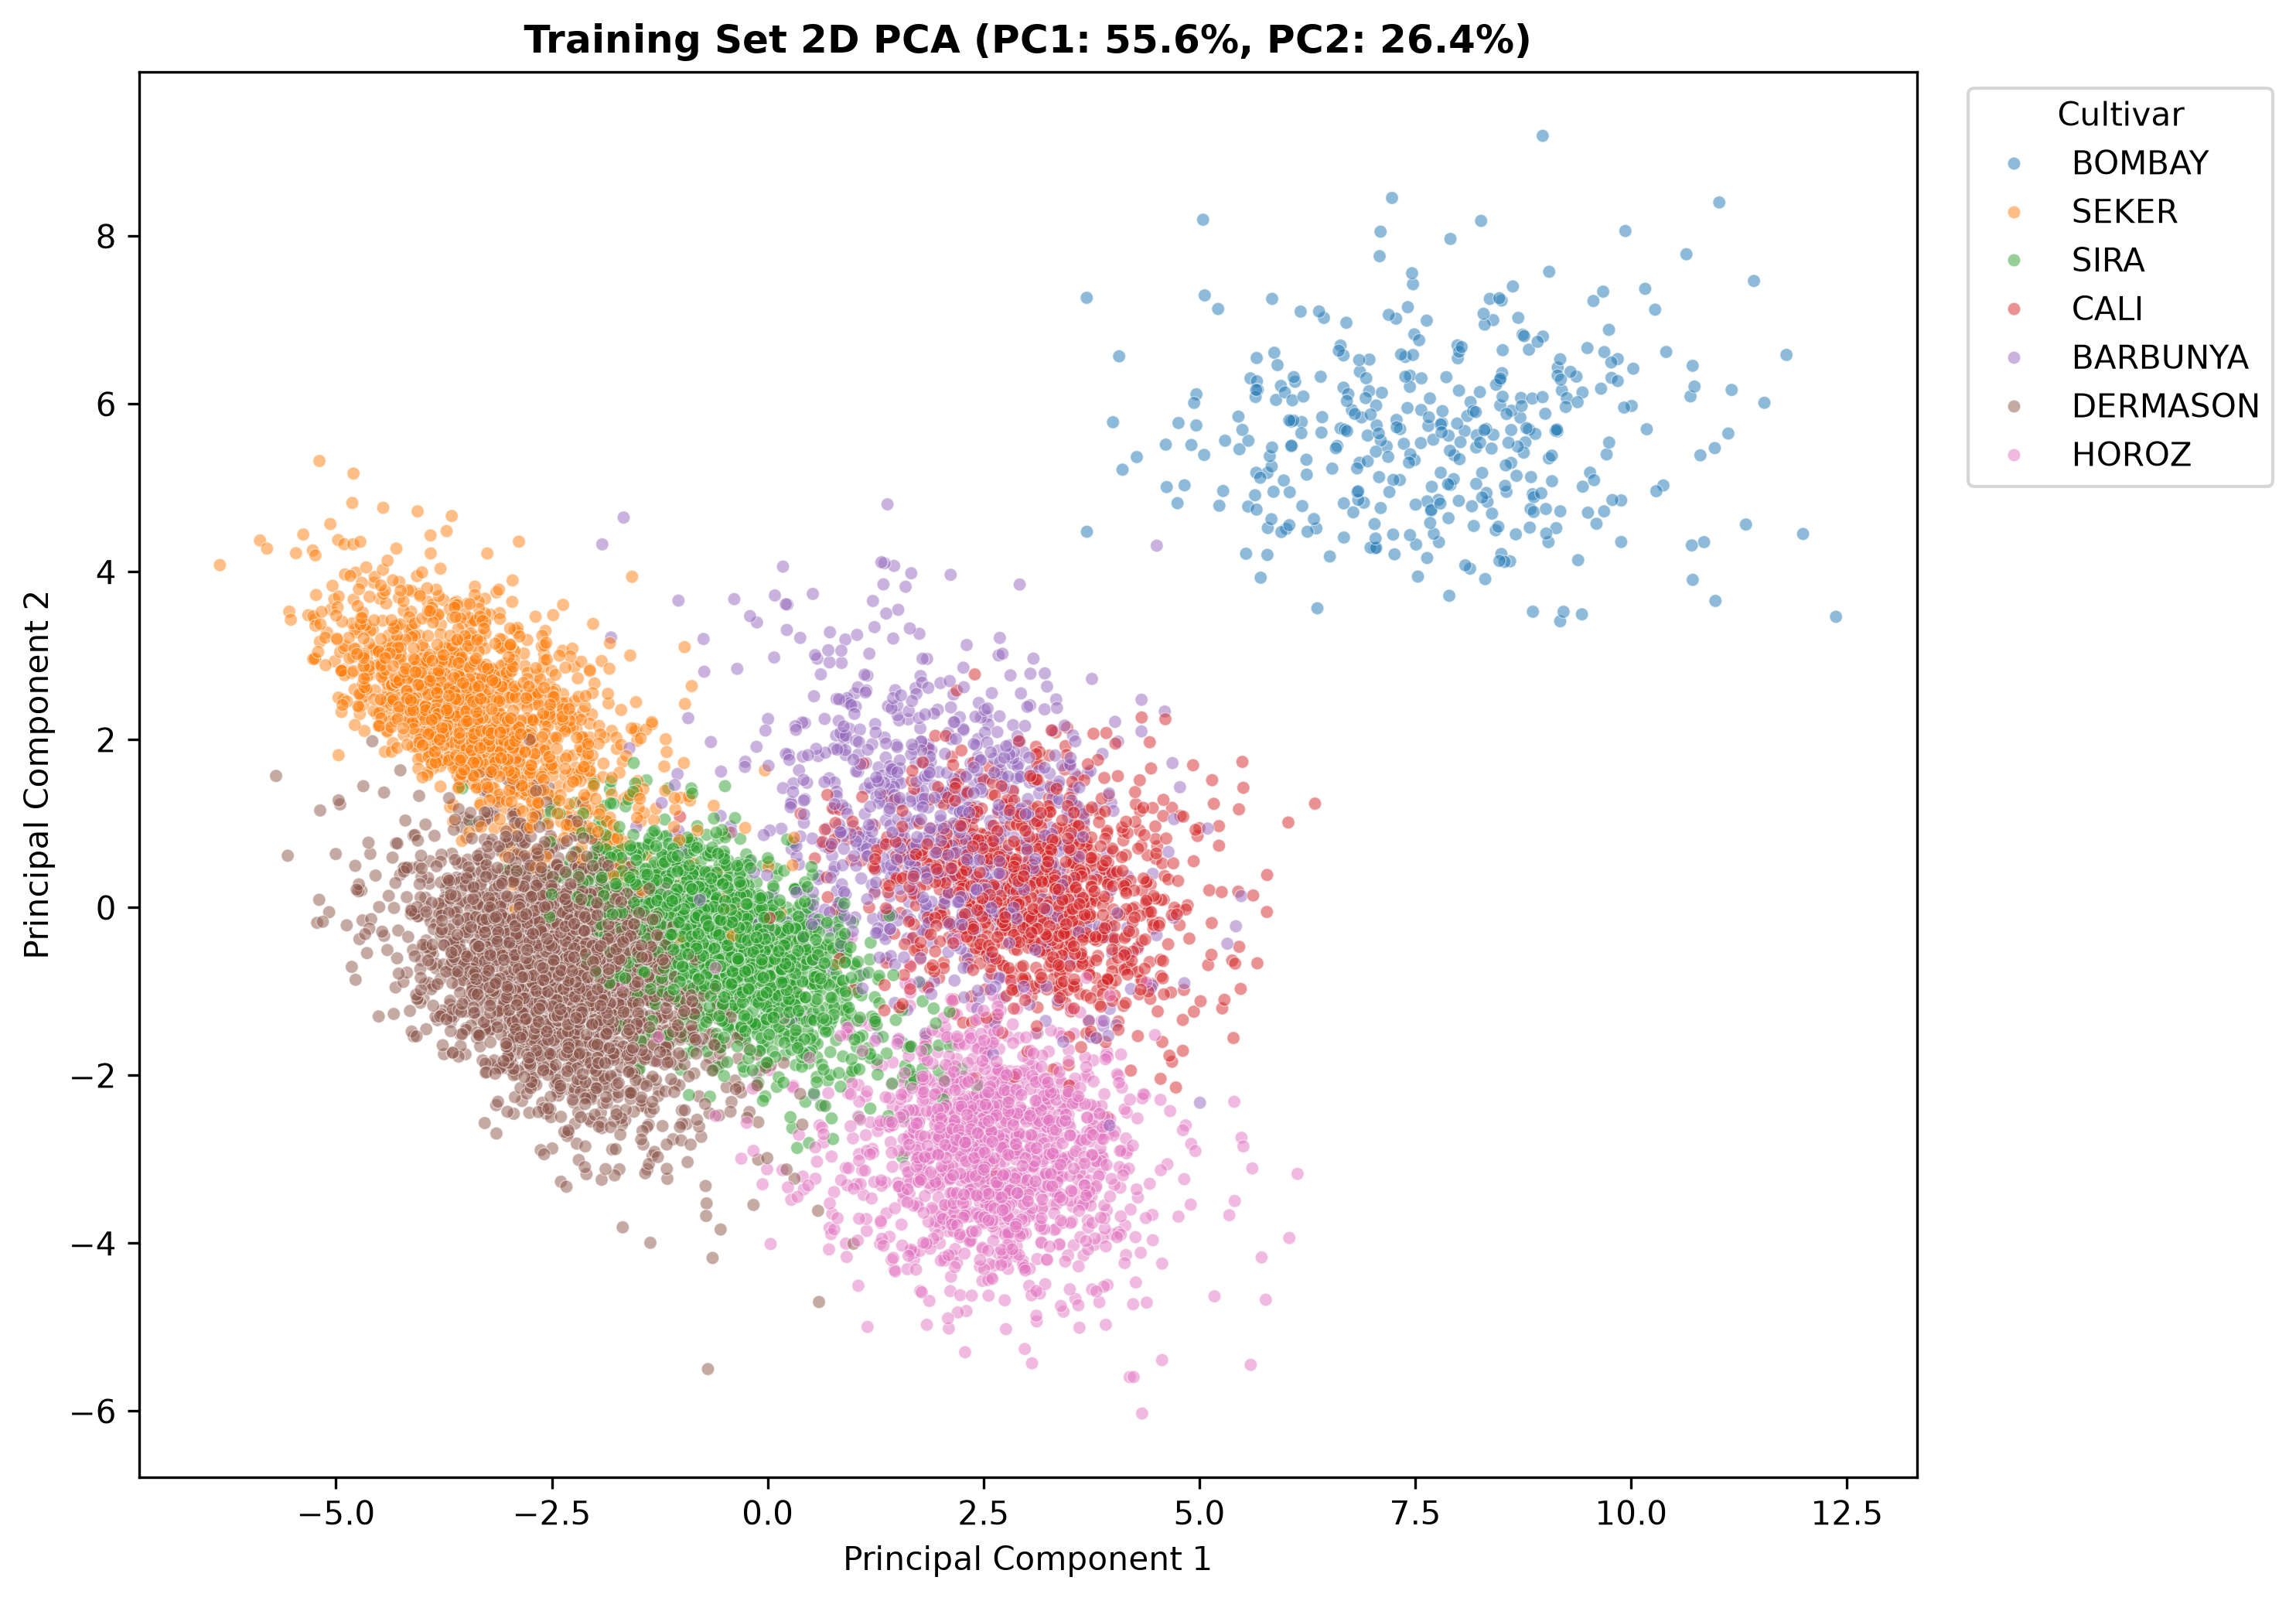 Training Set 2D PCA (PC1: 55.6%, PC2: 26.4%)
Cultivar
BOMBAY
SEKER
SIRA
CALI
BARBUNYA
DERMASON
HOROZ
Principal Component 2
8
6
4
2
0
−2
−4
−6
−5.0 −2.5 0.0 2.5 5.0 7.5 10.0 12.5
Principal Component 1